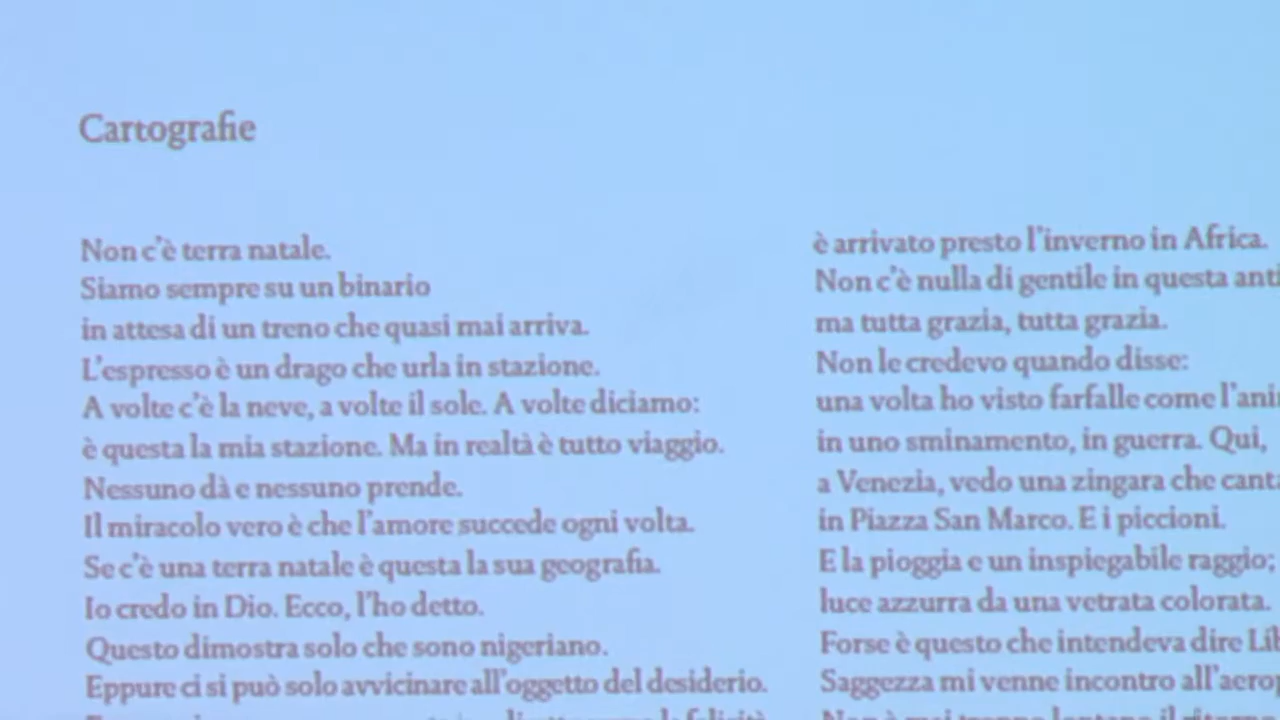 Cartografie
Non c'è terra natale.
Siamo sempre su un binario
in attesa di un treno che quasi mai arriva.
L'espresso è un drago che urla in stazione.
A volte c'è la neve, a volte il sole. A volte diciamo:
è questa la mia stazione. Ma in realtà è tutto viaggio.
Nessuno dà e nessuno prende.
Il miracolo vero è che l'amore succede ogni volta.
Se c'è una terra natale è questa la sua geografia.
Io credo in Dio. Ecco, l'ho detto.
Questo dimostra solo che sono nigeriano.
Eppure ci si può solo avvicinare all'oggetto del desiderio.
è arrivato presto l'inverno in Africa.
Non c'è nulla di gentile in questa
ma tutta grazia, tutta grazia.
Non le credevo quando disse:
una volta ho visto farfalle come
in uno sminamento, in guerra. Qui,
a Venezia, vedo una zingara che
in Piazza San Marco. E i piccioni.
E la pioggia e un inspiegabile raggio;
luce azzurra da una vetrata colorata.
Forse è questo che intendeva dire
Saggezza mi venne incontro